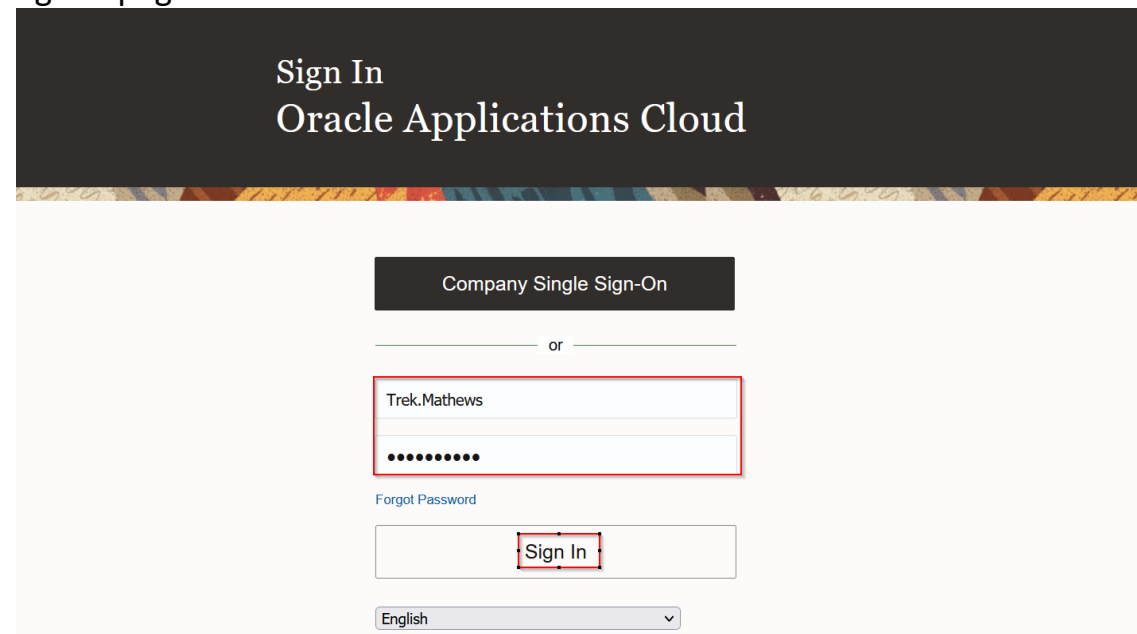 Sign In
Oracle Applications Cloud
Company Single Sign-On
or
Trek.Mathews
••••••••••
Forgot Password
Sign In
English